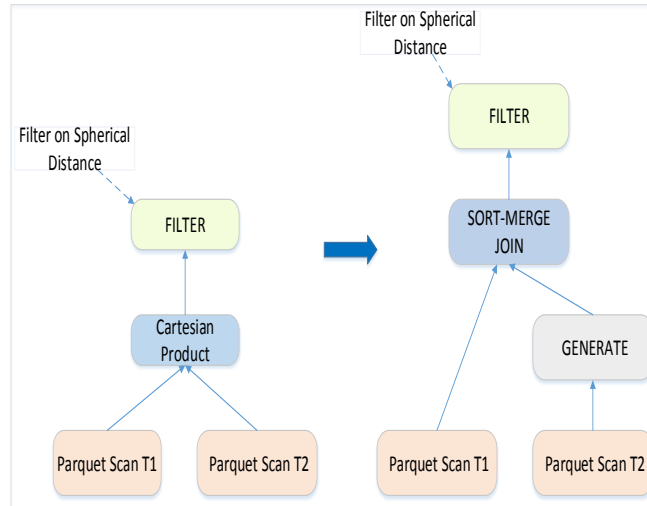 Filter on Spherical
Distance
FILTER
Cartesian
Product
Parquet Scan T1
Parquet Scan T2
Filter on Spherical
Distance
FILTER
SORT-MERGE
JOIN
GENERATE
Parquet Scan T1
Parquet Scan T2